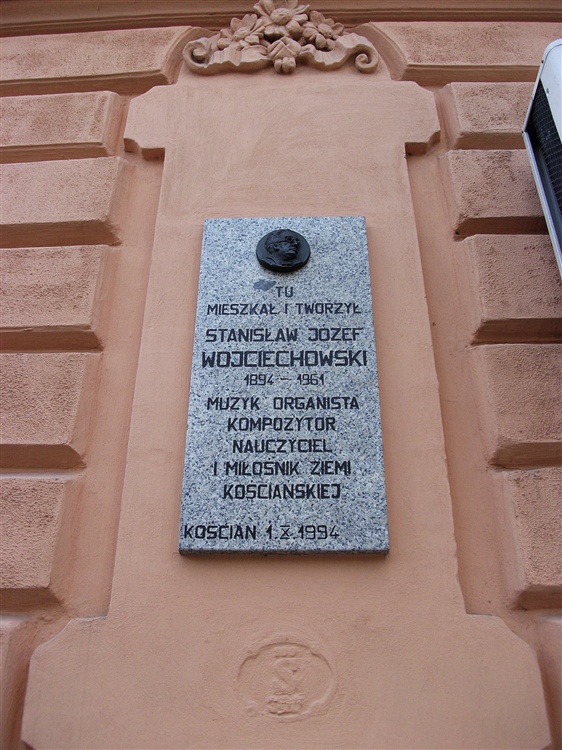 TU
MIESZKAŁ I TWORZYŁ
STANISŁAW JÓZEF
WOJCIECHOWSKI
1894 - 1961
MUZYK ORGANISTA
KOMPOZYTOR
NAUCZYCIEL
I MIŁOŚNIK ZIEMI
KOŚCIAŃSKIEJ
KOŚCIAN 1.X.1994